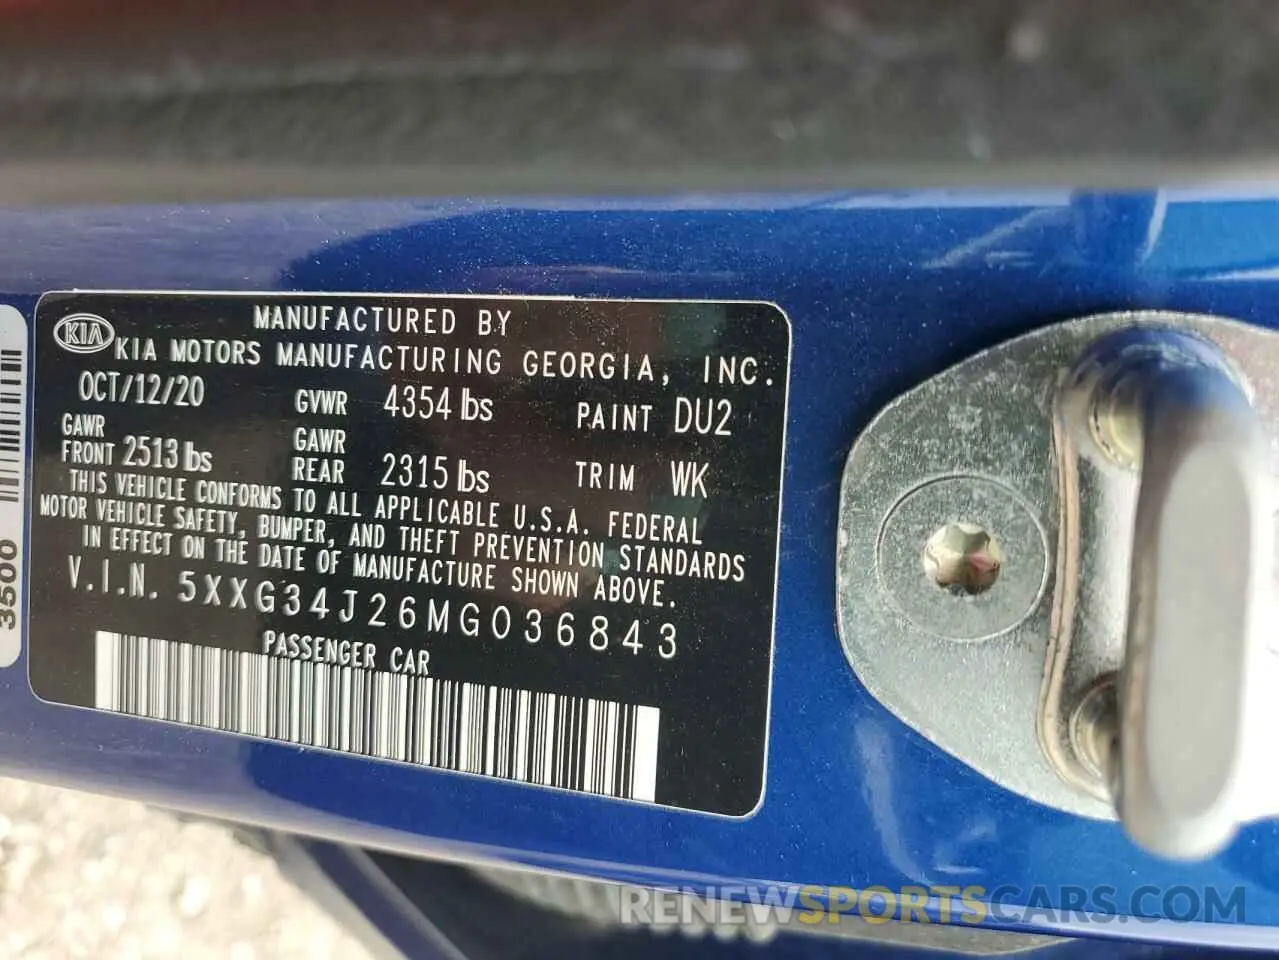 MANUFACTURED BY
KIA KIA MOTORS MANUFACTURING GEORGIA, INC.
OCT/12/20 GVWR 4354 lbs PAINT DU2
GAWR GAWR
FRONT 2513 lbs REAR 2315 lbs TRIM WK
THIS VEHICLE CONFORMS TO ALL APPLICABLE U.S.A. FEDERAL
MOTOR VEHICLE SAFETY, BUMPER, AND THEFT PREVENTION STANDARDS
IN EFFECT ON THE DATE OF MANUFACTURE SHOWN ABOVE.
V.I.N. 5XXG34J26MG036843
PASSENGER CAR
3500
RENEWSPORTSCARS.COM